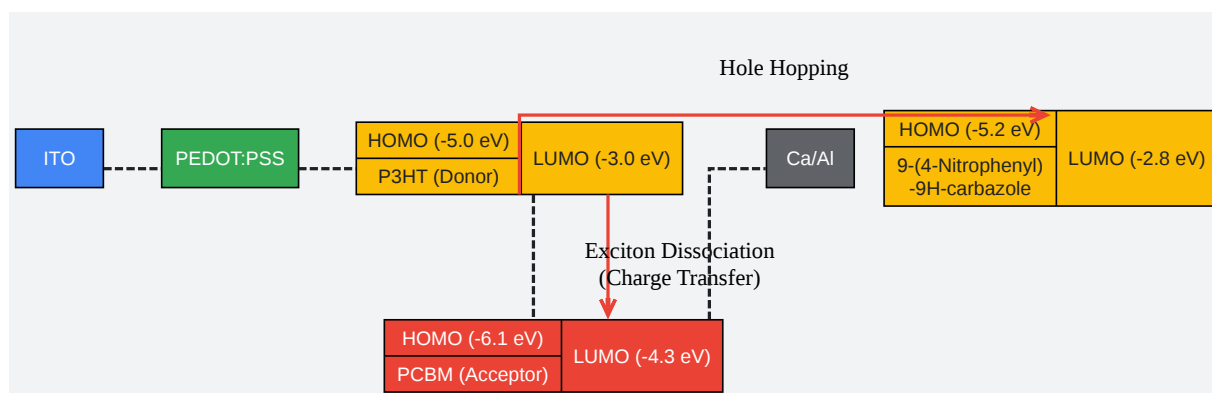 Hole Hopping
ITO
PEDOT:PSS
HOMO (-5.0 eV)
P3HT (Donor)
LUMO (-3.0 eV)
Ca/Al
HOMO (-5.2 eV)
9-(4-Nitrophenyl)
-9H-carbazole
LUMO (-2.8 eV)
Exciton Dissociation
(Charge Transfer)
HOMO (-6.1 eV)
PCBM (Acceptor)
LUMO (-4.3 eV)